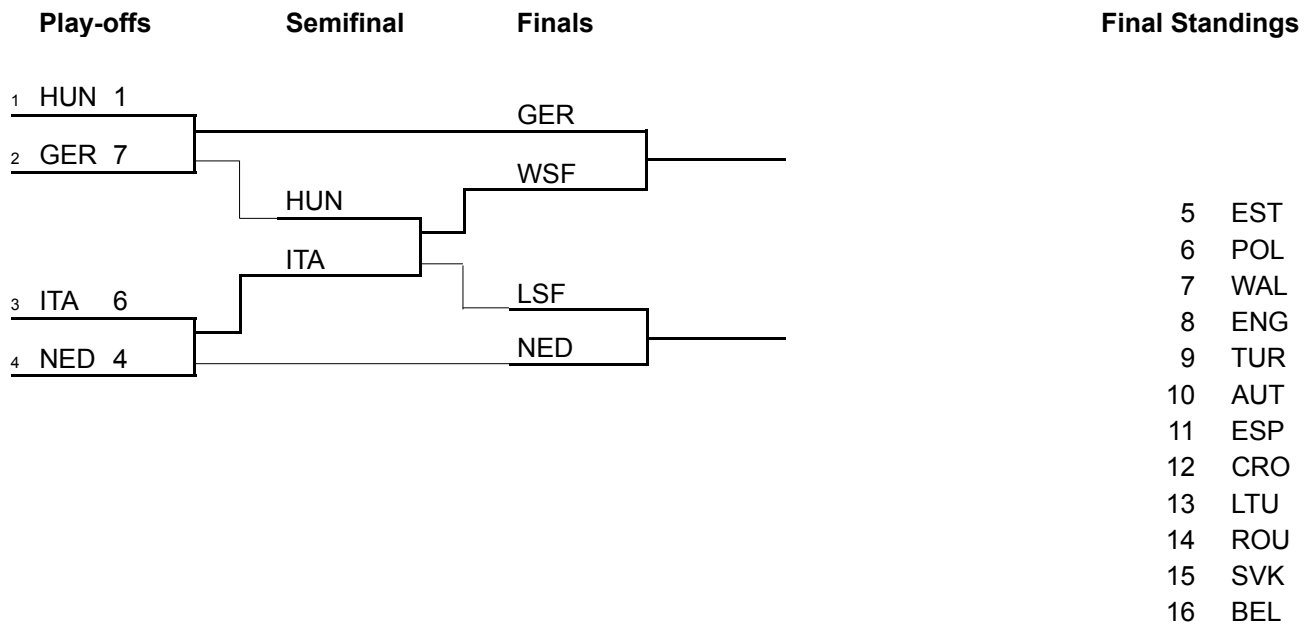 Play-offs Semifinal Finals Final Standings
1 HUN 1
GER
2 GER 7
WSF
HUN
5 EST
6 POL
ITA
7 WAL
3 ITA 6
LSF
8 ENG
4 NED 4
NED
9 TUR
10 AUT
11 ESP
12 CRO
13 LTU
14 ROU
15 SVK
16 BEL